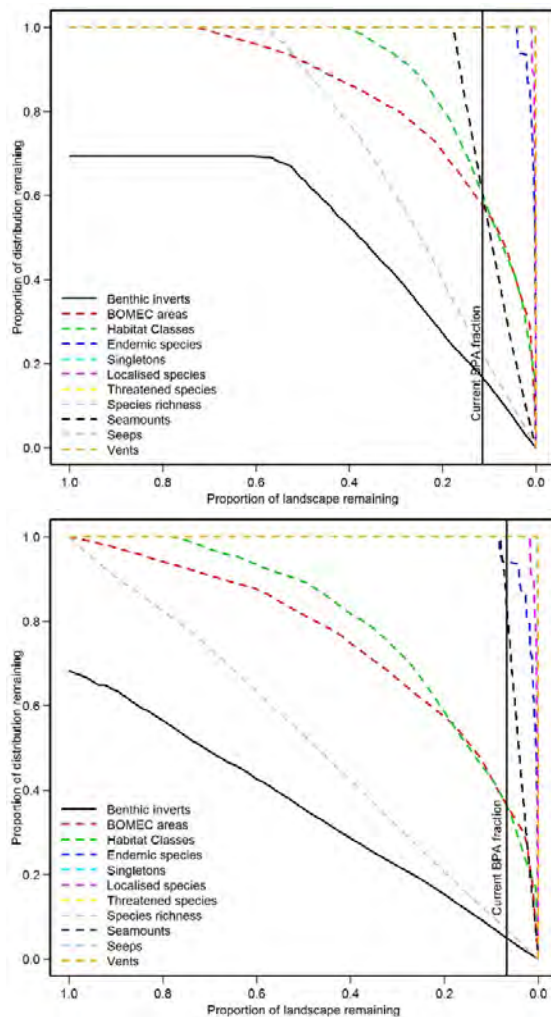 1.0
0.8
0.6
0.4
0.2
0.0
Proportion of distribution remaining
Benthic inverts
BOMEC areas
Habitat Classes
Endemic species
Singletons
Localised species
Threatened species
Species richness
Seamounts
Seeps
Vents
Current BPA fraction
1.0 0.8 0.6 0.4 0.2 0.0
Proportion of landscape remaining
1.0
0.8
0.6
0.4
0.2
0.0
Proportion of distribution remaining
Benthic inverts
BOMEC areas
Habitat Classes
Endemic species
Singletons
Localised species
Threatened species
Species richness
Seamounts
Seeps
Vents
Current BPA fraction
1.0 0.8 0.6 0.4 0.2 0.0
Proportion of landscape remaining